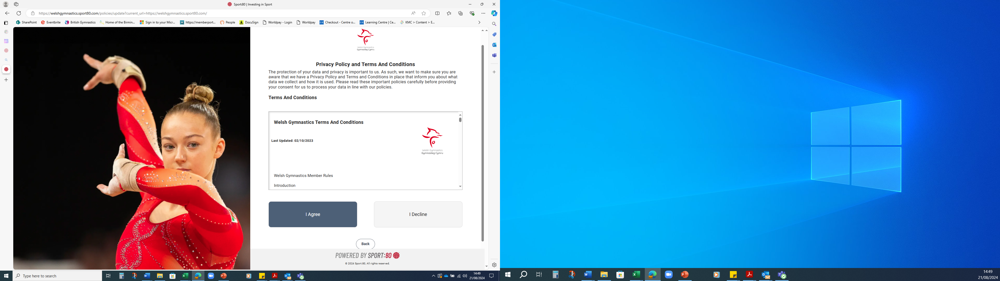 Sport:80 | Investing in Sport
https://welshgymnastics.sport80.com/policies/update?current_url=https://welshgymnastics.sport80.com/
SharePoint
Eventbrite
British Gymnastics
Home of the Birmin...
Sign in to your Micr...
https://memberport...
People
DocuSign
Worldpay - Login
Worldpay
Checkout - Centre o...
Learning Centre | Ce...
KMC > Content > E...
Welsh Gymnastics
Gymnasteg Cymru
Privacy Policy and Terms And Conditions
The protection of your data and privacy is important to us. As such, we want to make sure you are
aware that we have a Privacy Policy and Terms and Conditions in place that inform you about what
data we collect and how it is used. Please read these important policies carefully before providing
your consent for us to process your data in line with our policies.
Terms And Conditions
Welsh Gymnastics Terms And Conditions
Last Updated: 02/10/2023
Welsh Gymnastics
Gymnasteg Cymru
Welsh Gymnastics Member Rules
Introduction
I Agree
I Decline
Back
POWERED BY SPORT:80
© 2024 Sport:80, All rights reserved.
Type here to search
14:49
21/08/2024
14:49
21/08/2024